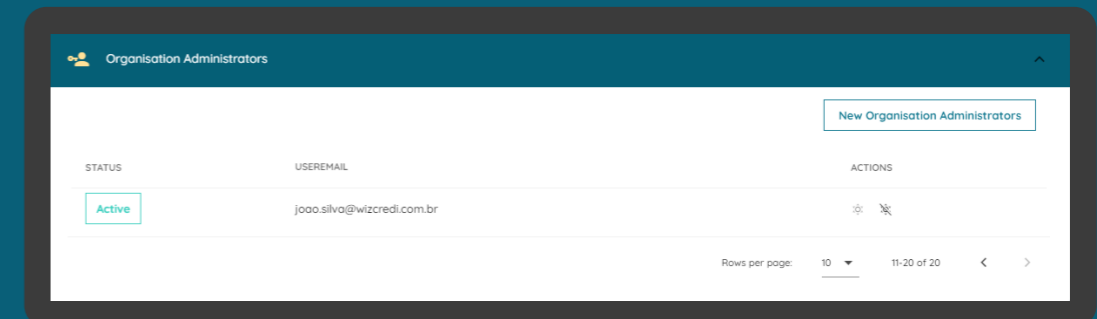 Organisation Administrators
New Organisation Administrators
STATUS USEREMAIL ACTIONS
Active joao.silva@wizcredi.com.br
Rows per page: 10 11-20 of 20